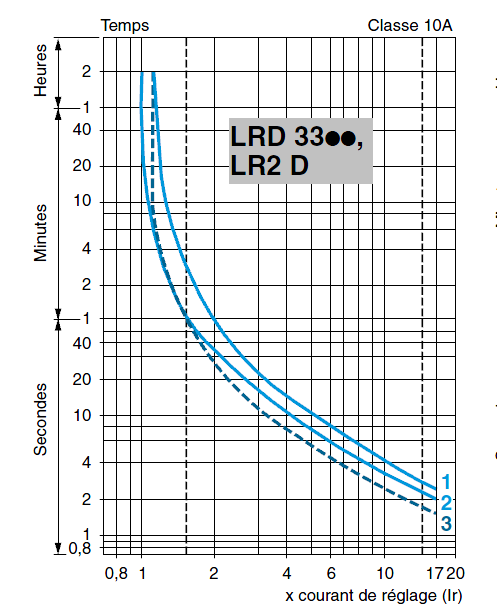 Temps Classe 10A
Heures
2
1
LRD 33●●,
LR2 D
Minutes
40
20
10
4
2
1
Secondes
40
20
10
4
2
1
0,8
1
2
3
0,8 1 2 4 6 10 17 20
x courant de réglage (Ir)